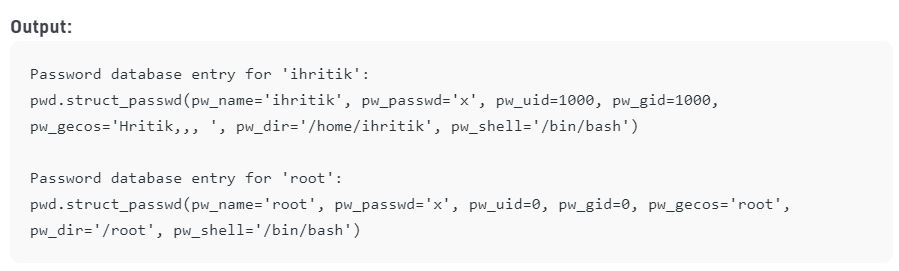 Output:
Password database entry for 'ihritik':
pwd.struct_passwd(pw_name='ihritik', pw_passwd='x', pw_uid=1000, pw_gid=1000,
pw_gecos='Hritik,,, ', pw_dir='/home/ihritik', pw_shell='/bin/bash')
Password database entry for 'root':
pwd.struct_passwd(pw_name='root', pw_passwd='x', pw_uid=0, pw_gid=0, pw_gecos='root',
pw_dir='/root', pw_shell='/bin/bash')